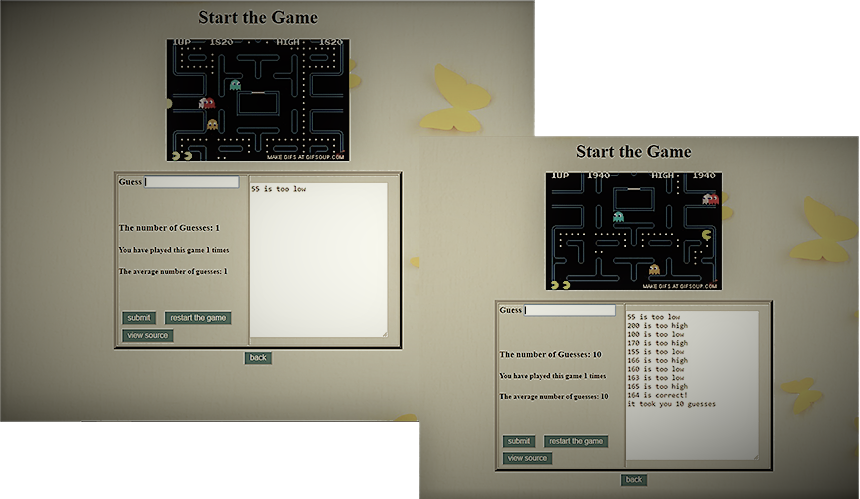 Start the Game
1UP 1820 HIGH 1820
MAKE GIFS AT GIFSOUP.COM
Guess
55 is too low
The number of Guesses: 1
You have played this game 1 times
The average number of guesses: 1
submit restart the game
view source
back
Start the Game
1UP 1940 HIGH 1940
MAKE GIFS AT GIFSOUP.COM
Guess
55 is too low
200 is too high
100 is too low
170 is too high
155 is too low
166 is too high
160 is too low
163 is too low
165 is too high
164 is correct!
it took you 10 guesses
The number of Guesses: 10
You have played this game 1 times
The average number of guesses: 10
submit restart the game
view source
back